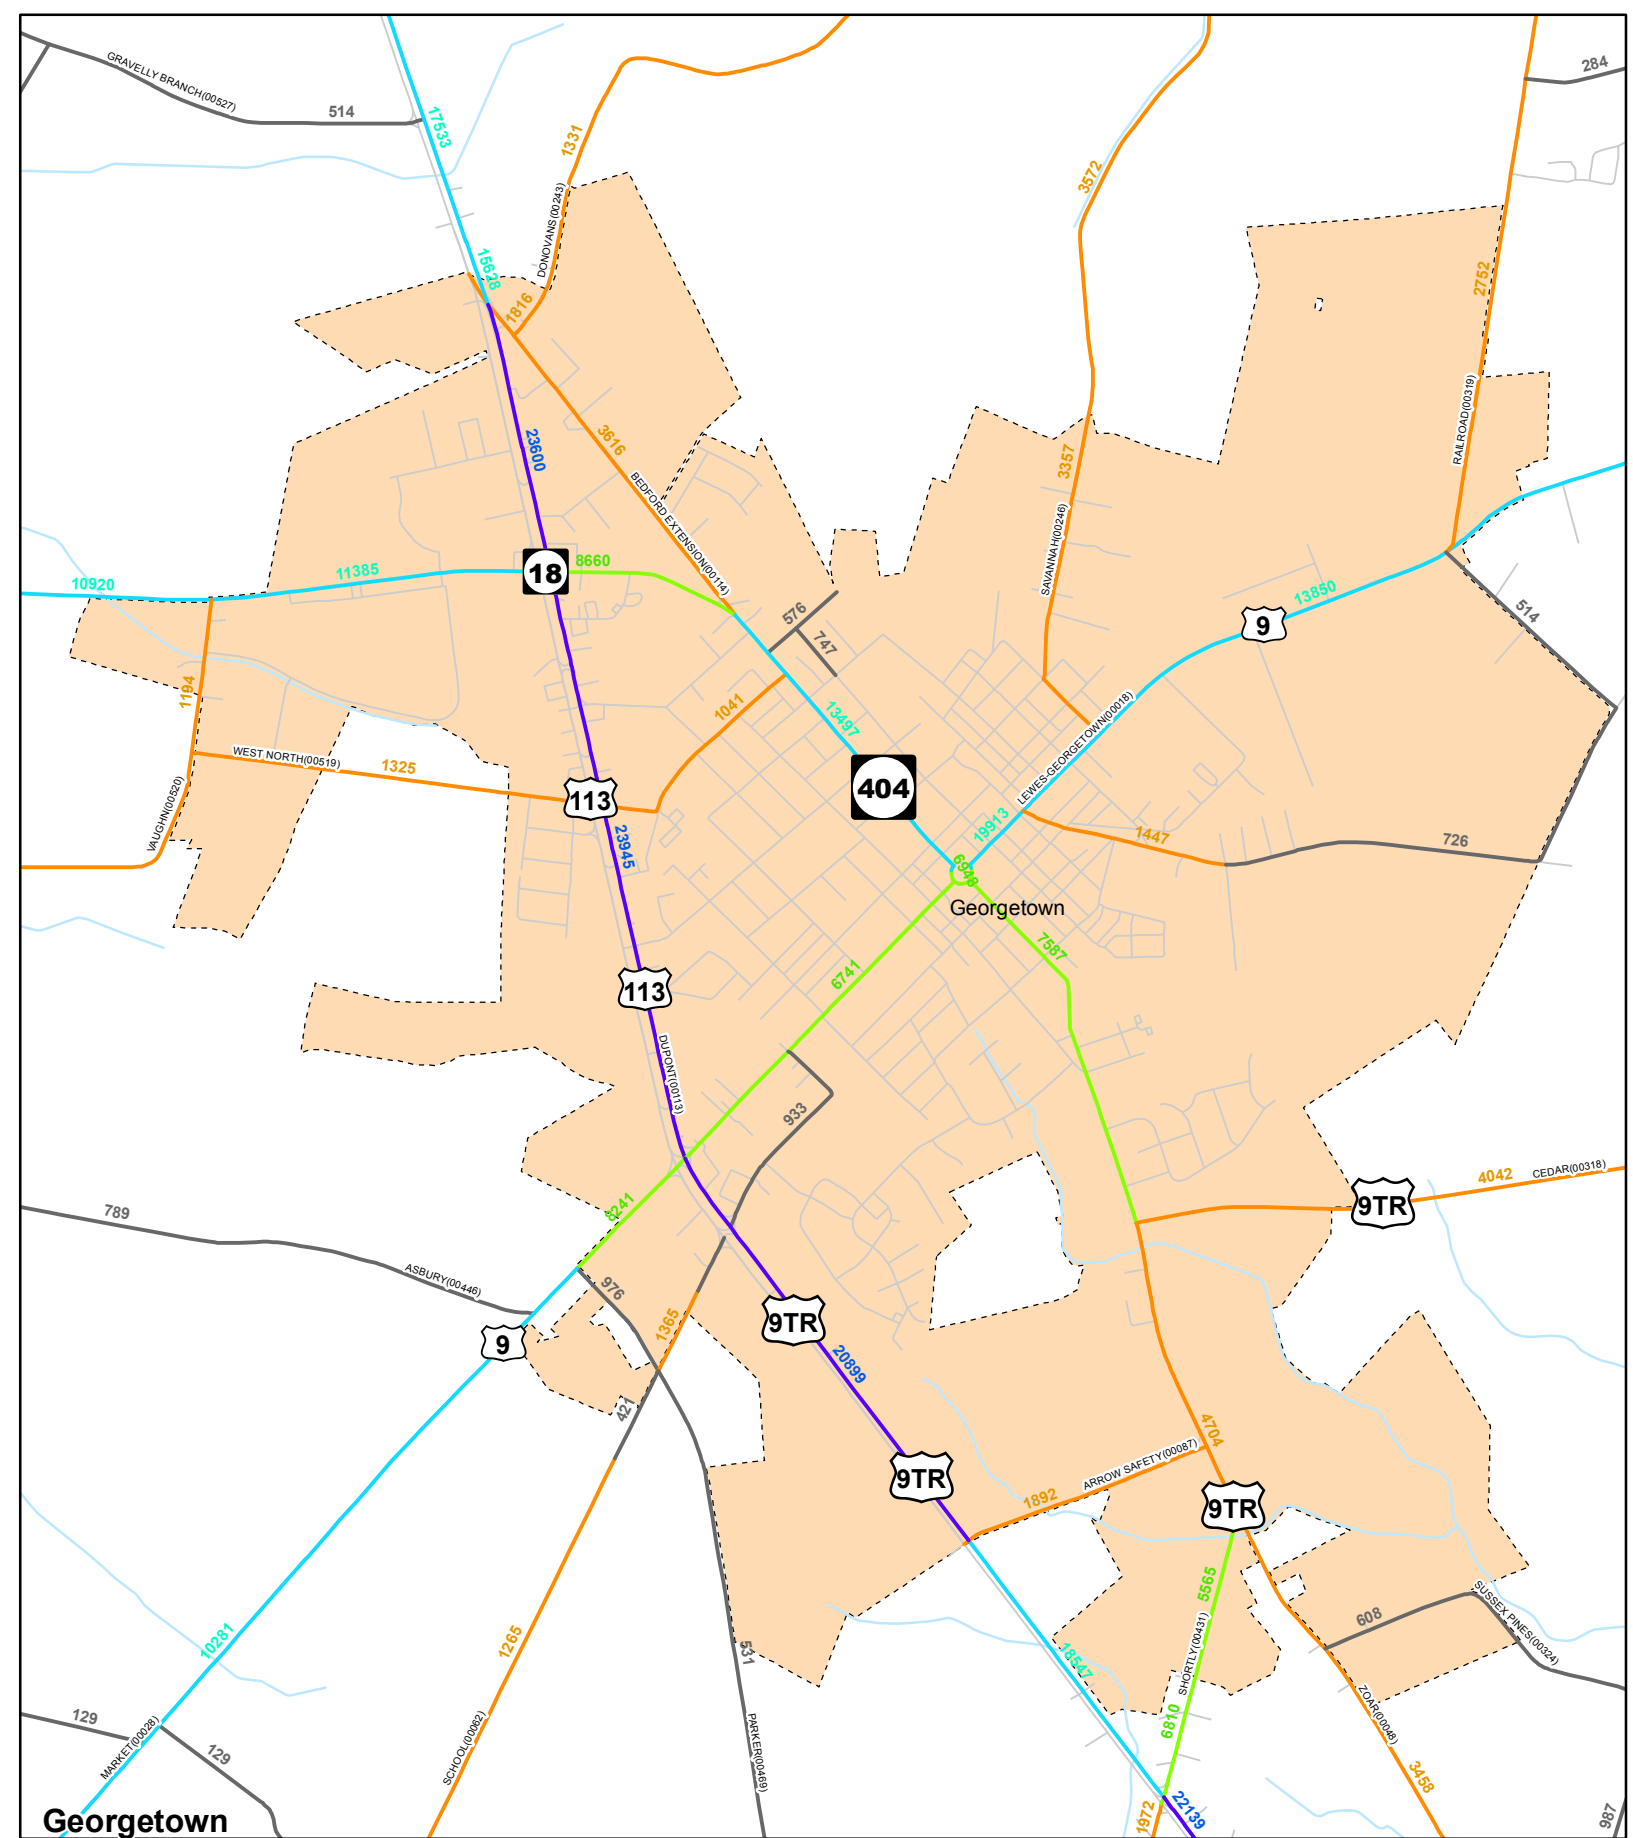 284
GRAVELLY BRANCH(00527)
514
17533
1331
3572
DONOVANS(00243)
15628
2752
1816
RAILROAD(00319)
23600
3616
3357
BEDFORD EXTENSION(00114)
SAVANNAH(00246)
8660
18
11385
10920
13850
576
9
514
747
1194
1041
13497
LEWES-GEORGETOWN(00018)
WEST NORTH(00519)
1325
404
113
VAUGHN(00520)
19913
1447
726
23945
6948
Georgetown
7587
6741
113
DUPONT(00113)
933
4042
CEDAR(00318)
9TR
8241
789
ASBURY(00446)
976
1365
9TR
9
20899
421
4704
ARROW SAFETY(00087)
9TR
1892
9TR
5565
608
SUSSEX PINES(00324)
10281
1265
531
18547
SHORTLY(00431)
ZOAR(00048)
6810
129
MARKET(00028)
129
SCHOOL(00062)
PARKER(00469)
3458
1972
22139
987
Georgetown